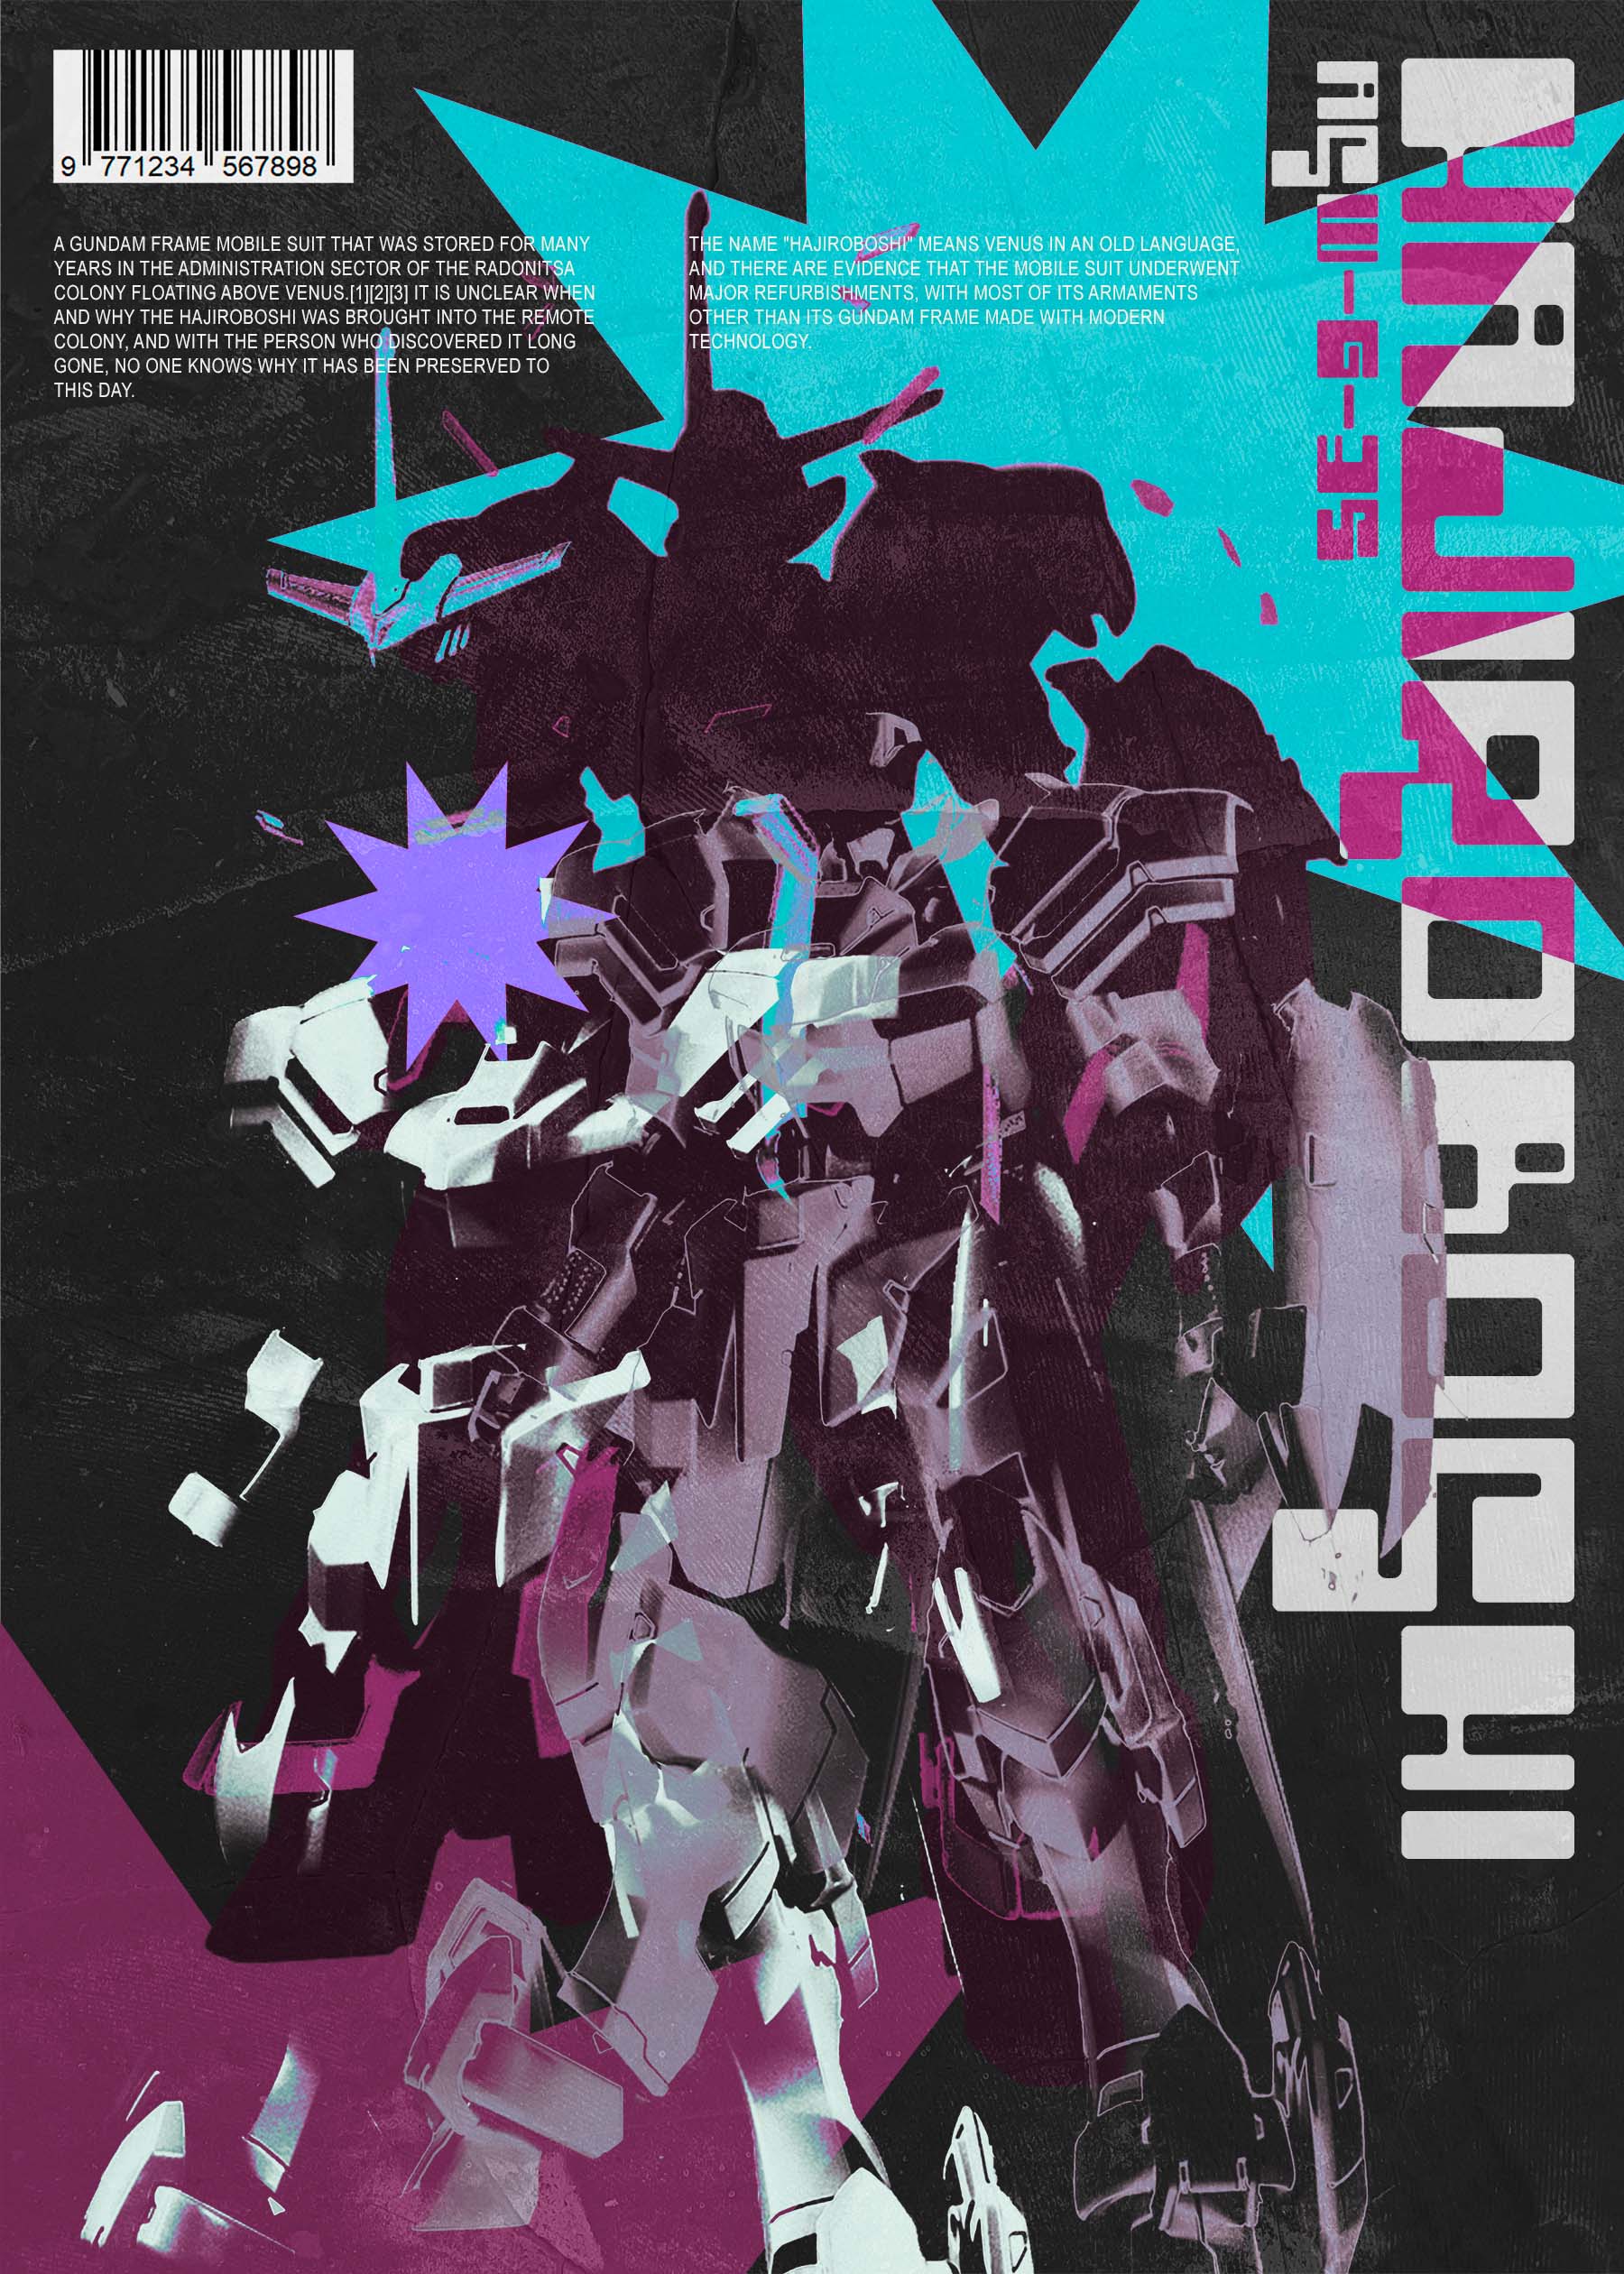 9 771234 567898
A GUNDAM FRAME MOBILE SUIT THAT WAS STORED FOR MANY
YEARS IN THE ADMINISTRATION SECTOR OF THE RADONITSA
COLONY FLOATING ABOVE VENUS.[1][2][3] IT IS UNCLEAR WHEN
AND WHY THE HAJIROBOSHI WAS BROUGHT INTO THE REMOTE
COLONY, AND WITH THE PERSON WHO DISCOVERED IT LONG
GONE, NO ONE KNOWS WHY IT HAS BEEN PRESERVED TO
THIS DAY.
THE NAME "HAJIROBOSHI" MEANS VENUS IN AN OLD LANGUAGE,
AND THERE ARE EVIDENCE THAT THE MOBILE SUIT UNDERWENT
MAJOR REFURBISHMENTS, WITH MOST OF ITS ARMAMENTS
OTHER THAN ITS GUNDAM FRAME MADE WITH MODERN
TECHNOLOGY.
HAJIROBOSHI
ASW-G-35